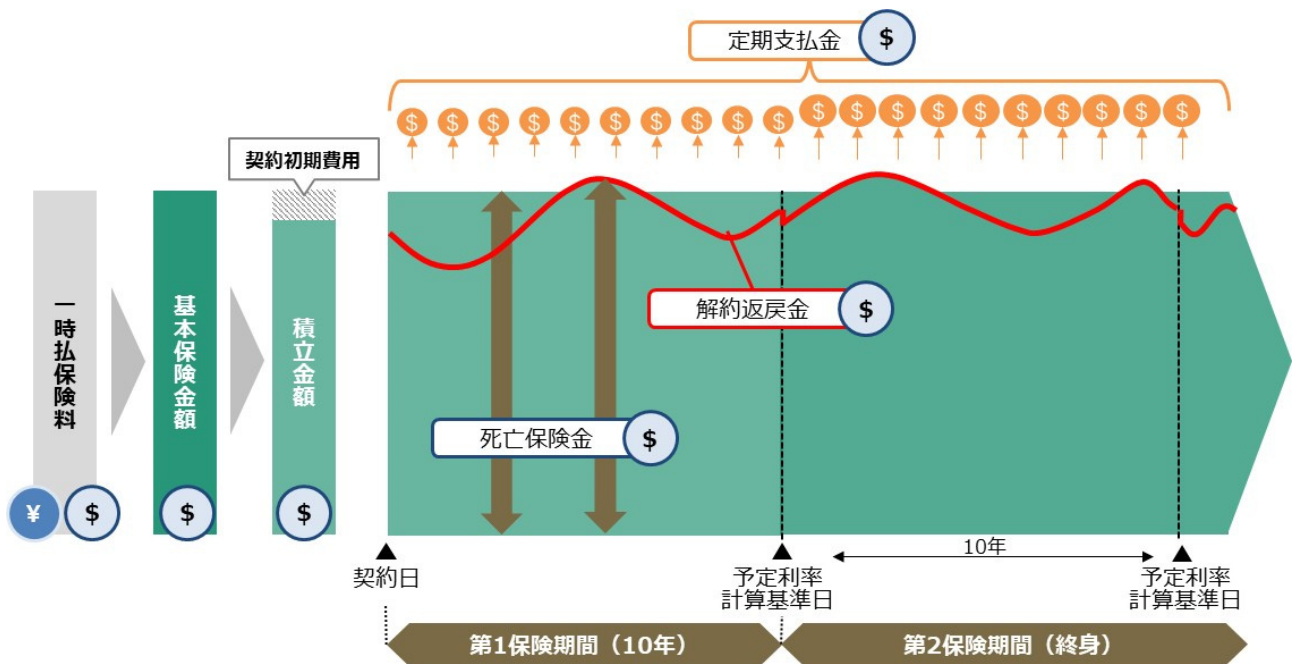 定期支払金 $
$ $ $ $ $ $ $ $ $ $ $ $ $ $ $ $ $ $ $ $
契約初期費用
一時払保険料
¥ $
基本保険金額
$
積立金額
$
解約返戻金 $
死亡保険金 $
10年
契約日
予定利率
計算基準日
予定利率
計算基準日
第1保険期間（10年）
第2保険期間（終身）